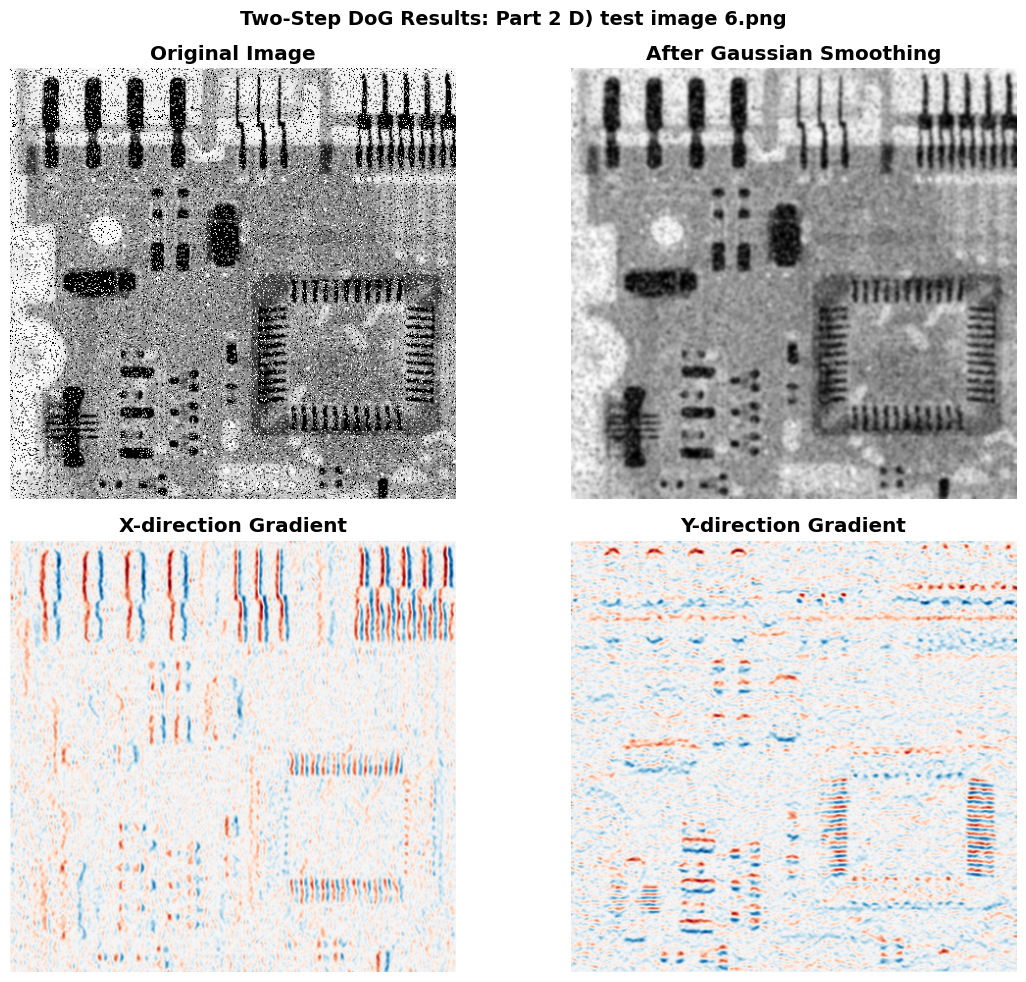 Two-Step DoG Results: Part 2 D) test image 6.png
Original Image
After Gaussian Smoothing
X-direction Gradient
Y-direction Gradient